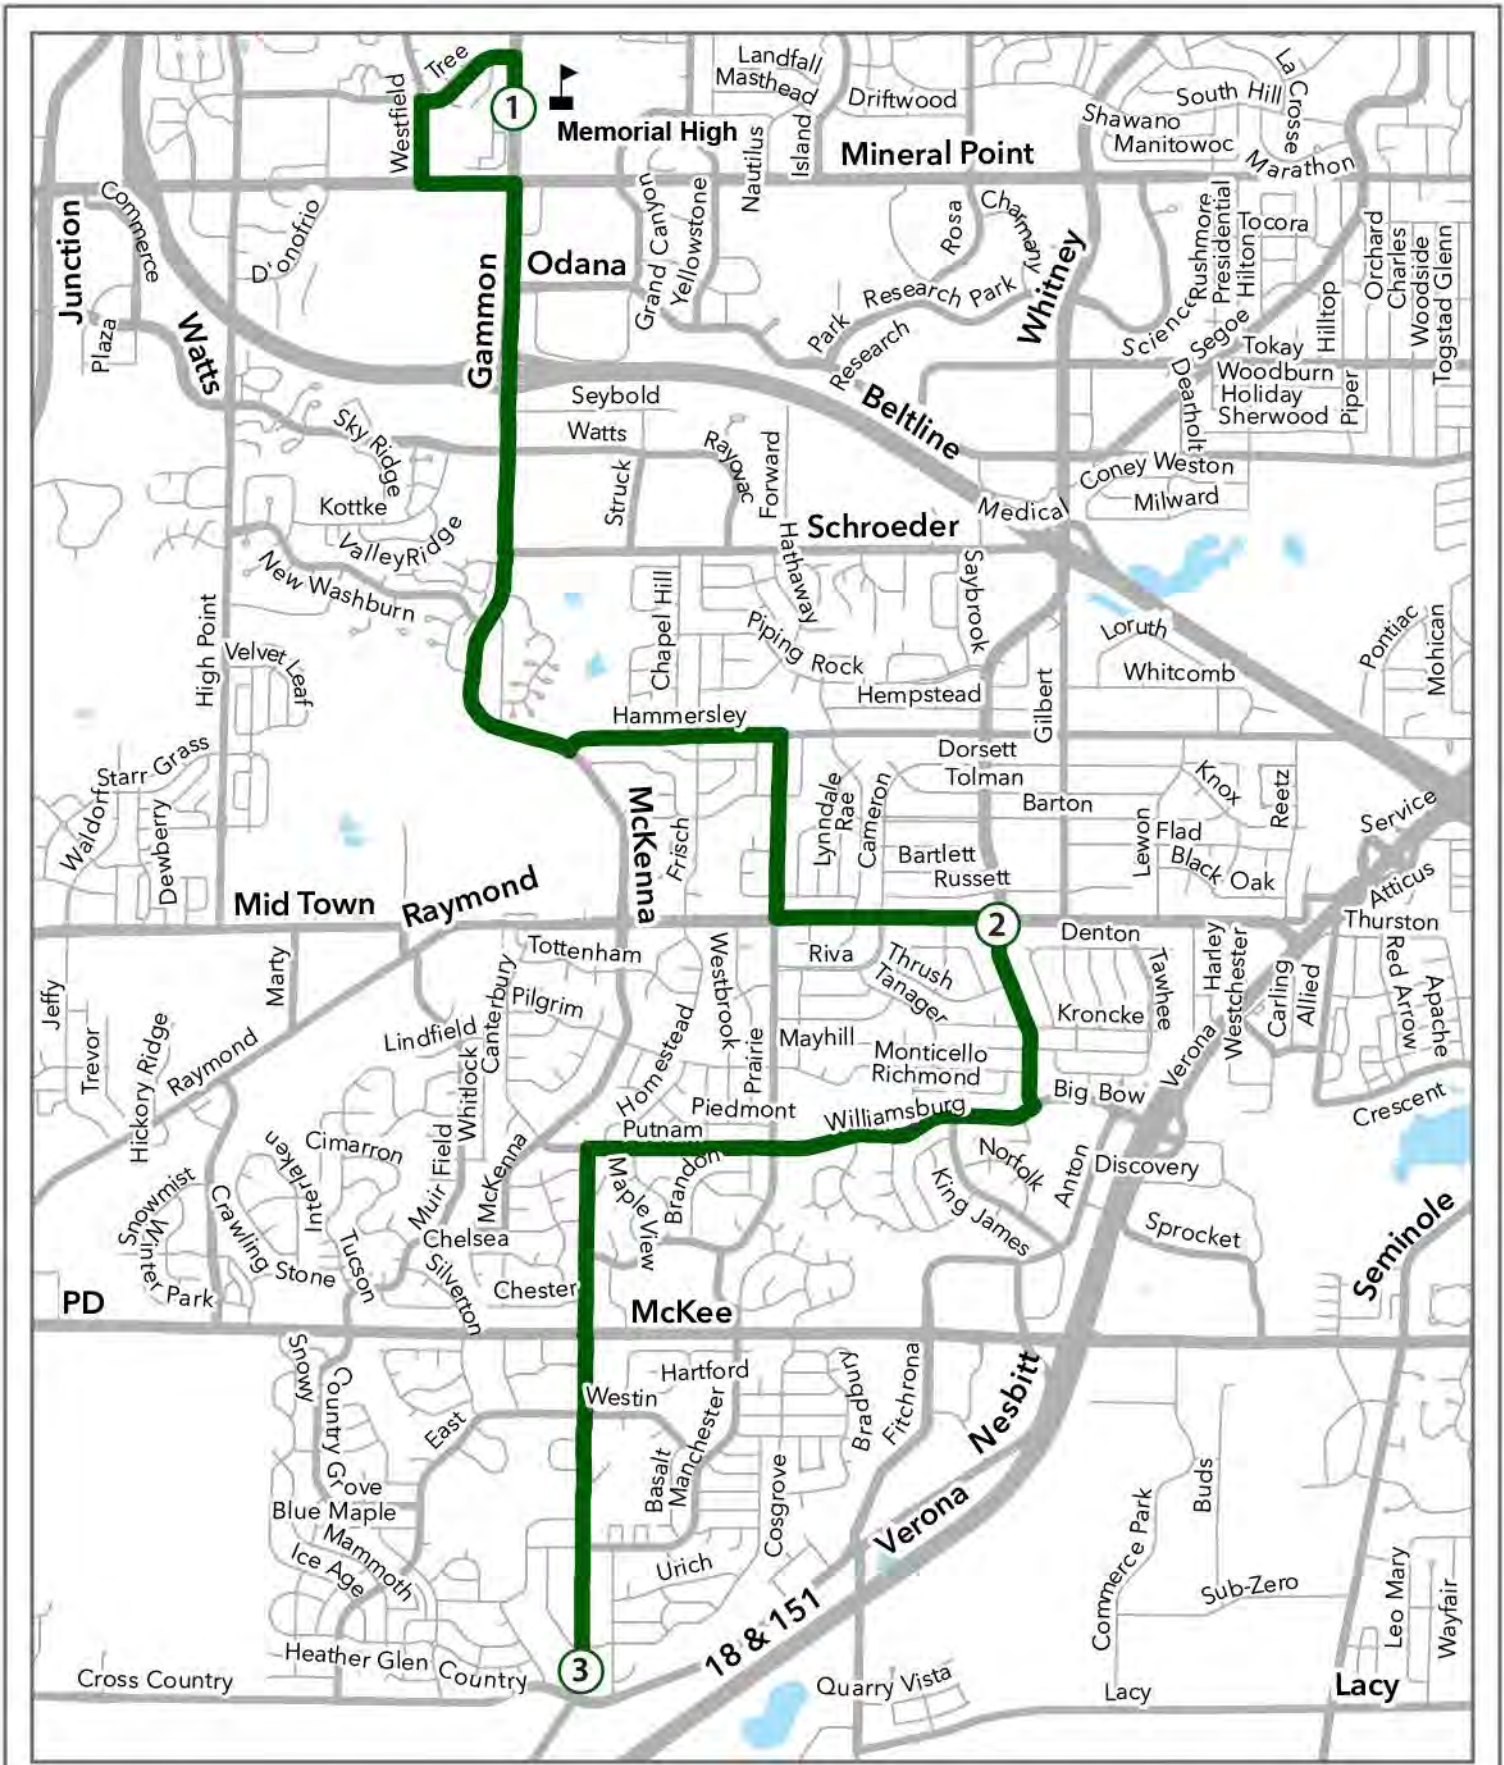 Tree
Landfall
Masthead
La Crosse
South Hill
Driftwood
Westfield
1
Memorial High
Shawano
Manitowoc
Nautilus
Island
Mineral Point
Marathon
Commerce
Junction
D'onofrio
Grand Canyon
Yellowstone
Rosa
Charmany
Whitney
Rushmore
Presidential
Hilton
Tocora
Orchard
Charles
Woodside
Togstad Glenn
Odana
Gammon
Research Park
Park
Research
Science
Segoe
Hilltop
Plaza
Watts
Tokay
Dearholt
Woodburn
Holiday
Sherwood
Piper
Seybold
Beltline
Watts
Sky Ridge
Rayovac
Forward
Struck
Coney Weston
Milward
Medical
Kottke
Schroeder
ValleyRidge
New Washburn
Hathaway
Saybrook
Chapel Hill
High Point
Loruth
Pontiac
Mohican
Piping Rock
Velvet Leaf
Whitcomb
Hempstead
Gilbert
Hammersley
Dorsett
Starr Grass
Tolman
Knox
Reetz
Waldorf
Dewberry
McKenna
Frisch
Lynndale
Rae
Cameron
Barton
Lewon
Flad
Service
Bartlett
Black Oak
Russett
Atticus
Mid Town
Raymond
2
Thurston
Denton
Tottenham
Riva
Thrush
Tanager
Harley
Westchester
Tawhee
Marty
Westbrook
Carling
Allied
Red Arrow
Apache
Jeffy
Canterbury
Pilgrim
Kroncke
Lindfield
Mayhill
Trevor
Hickory Ridge
Raymond
Whitlock
Homestead
Prairie
Monticello
Richmond
Verona
Big Bow
Crescent
Piedmont
Williamsburg
Putnam
Cimarron
Interlaken
Muir Field
McKenna
Maple View
Brandon
Norfolk
King James
Anton
Discovery
Snowmist
Winter Park
Crawling Stone
Tucson
Chelsea
Silverton
Sprocket
Seminole
Chester
PD
McKee
Snowy
Country Grove
Hartford
Westin
Bradbury
Fitchrona
Nesbitt
East
Basalt
Manchester
Cosgrove
Buds
Blue Maple
Mammoth
Ice Age
Verona
Commerce Park
Urich
Sub-Zero
Leo Mary
Wayfair
18 & 151
Heather Glen
3
Country
Cross Country
Quarry Vista
Lacy
Lacy